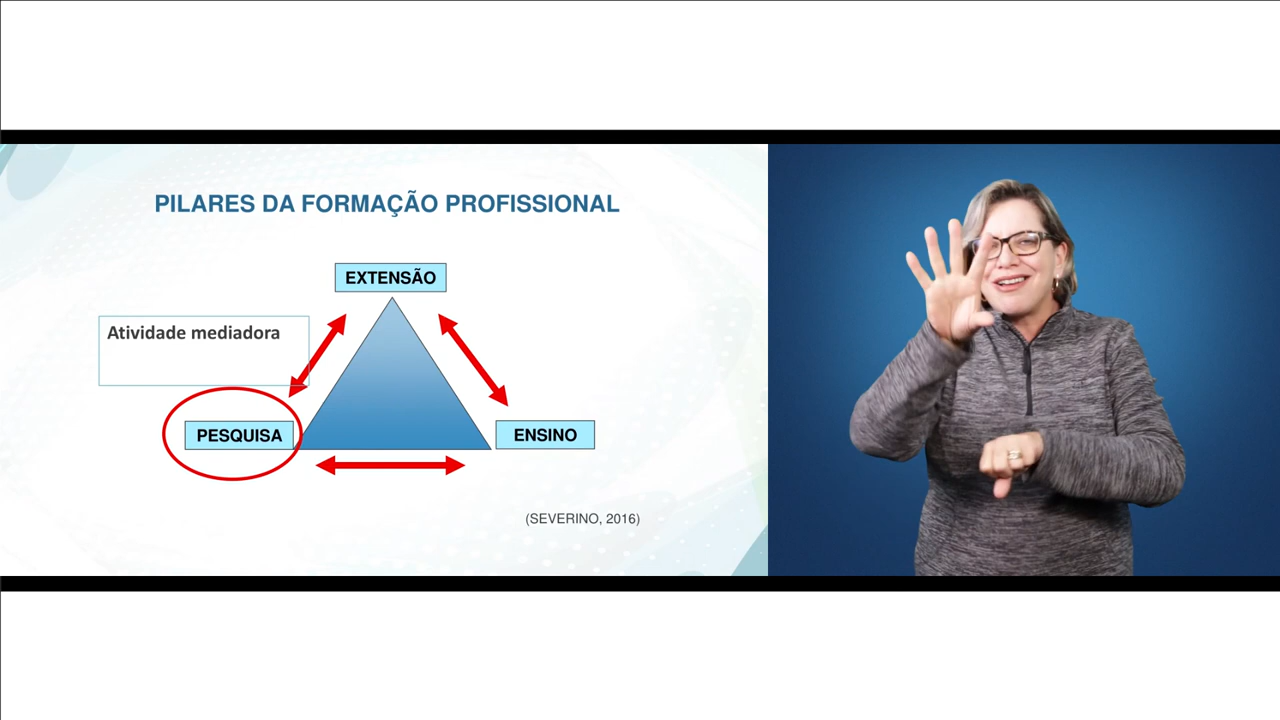 PILARES DA FORMAÇÃO PROFISSIONAL
EXTENSÃO
Atividade mediadora
PESQUISA
ENSINO
(SEVERINO, 2016)